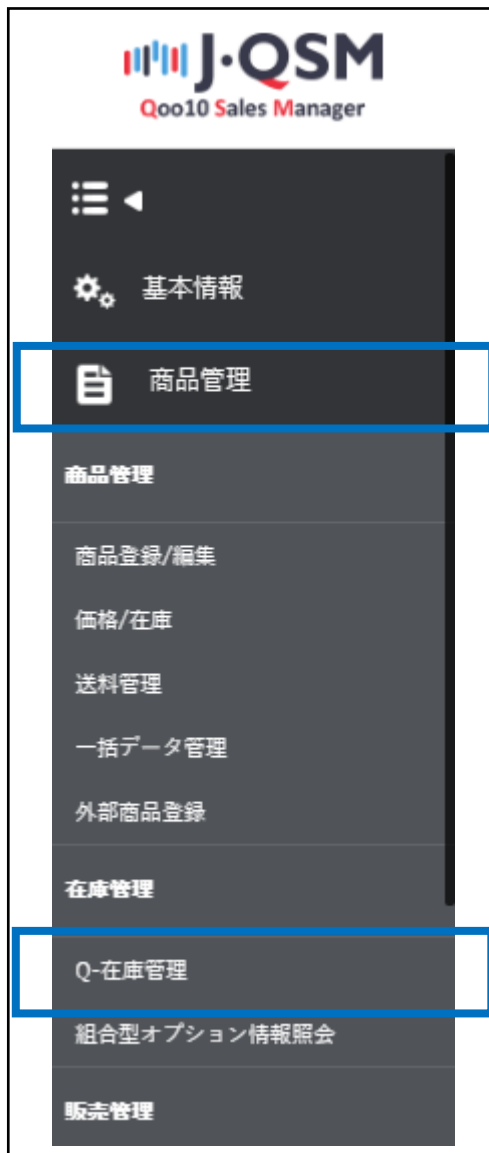 J·QSM
Qoo10 Sales Manager
基本情報
商品管理
商品管理
商品登録/編集
価格/在庫
送料管理
一括データ管理
外部商品登録
在庫管理
Q-在庫管理
組合型オプション情報照会
販売管理